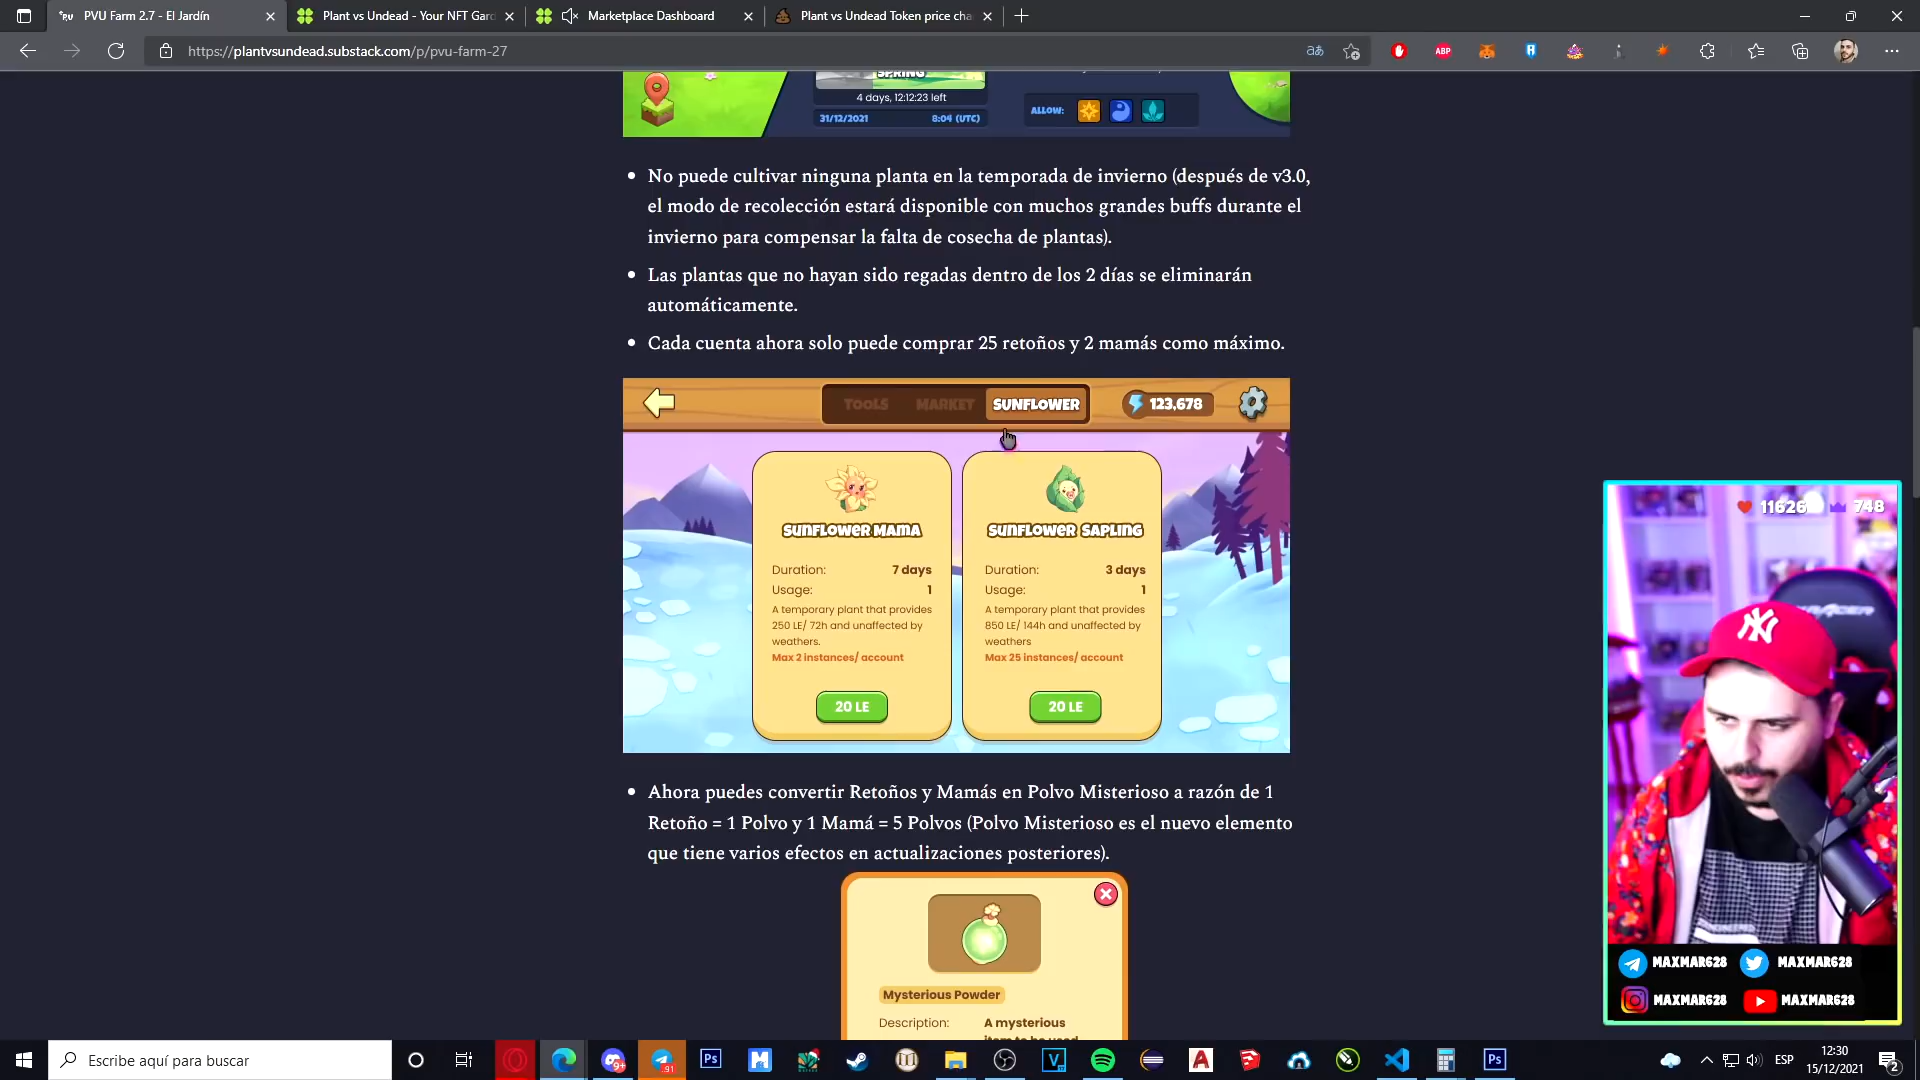 PVU Farm 2.7 - El Jardín
Plant vs Undead - Your NFT Gard
Marketplace Dashboard
Plant vs Undead Token price cha
https://plantvsundead.substack.com/p/pvu-farm-27
SPRING
4 days, 12:12:23 left
31/12/2021 8:04 (UTC)
ALLOW:
No puede cultivar ninguna planta en la temporada de invierno (después de v3.0,
el modo de recolección estará disponible con muchos grandes buffs durante el
invierno para compensar la falta de cosecha de plantas).
Las plantas que no hayan sido regadas dentro de los 2 días se eliminarán
automáticamente.
Cada cuenta ahora solo puede comprar 25 retoños y 2 mamás como máximo.
TOOLS MARKET SUNFLOWER 123,678
SUNFLOWER MAMA
Duration: 7 days
Usage: 1
A temporary plant that provides
250 LE/ 72h and unaffected by
weathers.
Max 2 instances/ account
20 LE
SUNFLOWER SAPLING
Duration: 3 days
Usage: 1
A temporary plant that provides
850 LE/ 144h and unaffected by
weathers
Max 25 instances/ account
20 LE
Ahora puedes convertir Retoños y Mamás en Polvo Misterioso a razón de 1
Retoño = 1 Polvo y 1 Mamá = 5 Polvos (Polvo Misterioso es el nuevo elemento
que tiene varios efectos en actualizaciones posteriores).
Mysterious Powder
Description: A mysterious
item to be used
11626 748
MAXMAR628 MAXMAR628
MAXMAR628 MAXMAR628
Escribe aquí para buscar
ESP
12:30
15/12/2021